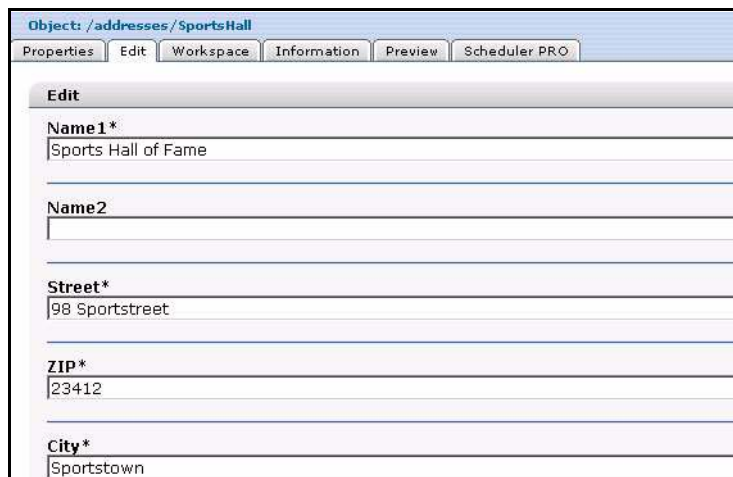 Object: /addresses/SportsHall
Properties Edit Workspace Information Preview Scheduler PRO
Edit
Name1*
Sports Hall of Fame
Name2
Street*
98 Sportstreet
ZIP*
23412
City*
Sportstown